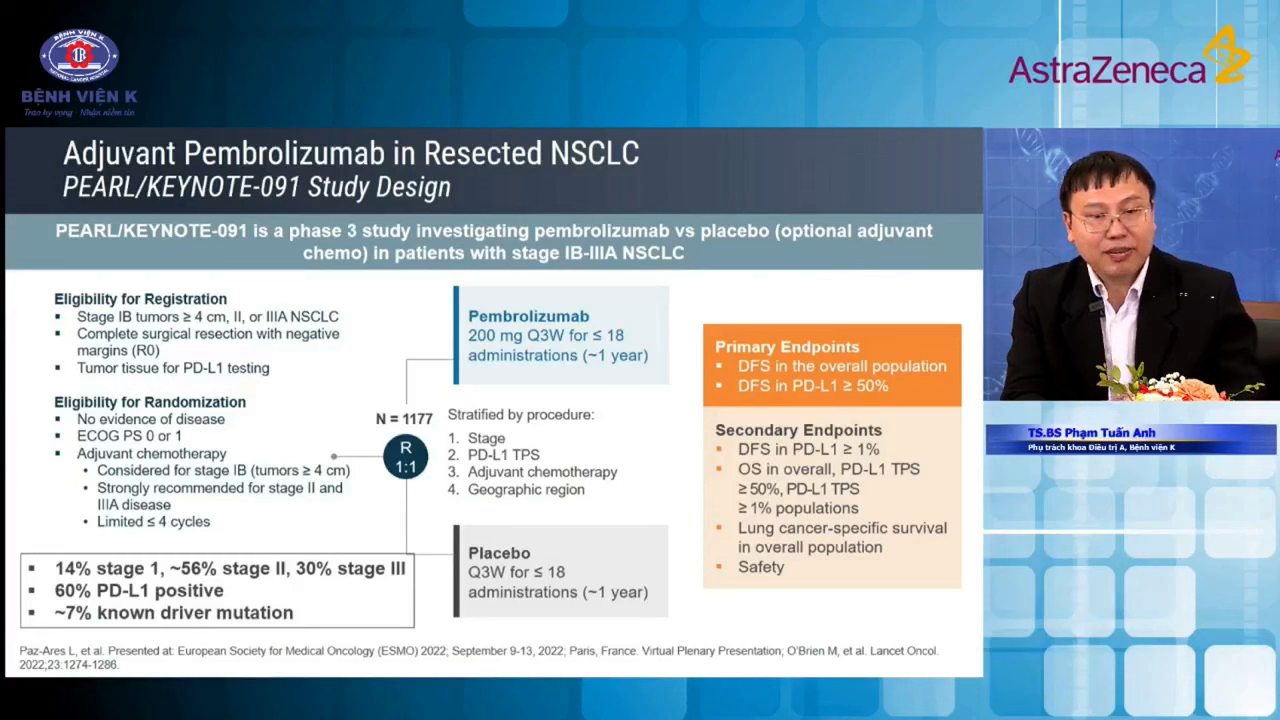 BỆNH VIỆN K
BỆNH VIỆN K
Trao hy vọng - Nhận niềm tin
AstraZeneca
Adjuvant Pembrolizumab in Resected NSCLC
PEARL/KEYNOTE-091 Study Design
PEARL/KEYNOTE-091 is a phase 3 study investigating pembrolizumab vs placebo (optional adjuvant
chemo) in patients with stage IB-IIIA NSCLC
Eligibility for Registration
▪ Stage IB tumors ≥ 4 cm, II, or IIIA NSCLC
▪ Complete surgical resection with negative
margins (R0)
▪ Tumor tissue for PD-L1 testing
Eligibility for Randomization
▪ No evidence of disease
▪ ECOG PS 0 or 1
▪ Adjuvant chemotherapy
• Considered for stage IB (tumors ≥ 4 cm)
• Strongly recommended for stage II and
IIIA disease
• Limited ≤ 4 cycles
▪ 14% stage 1, ~56% stage II, 30% stage III
▪ 60% PD-L1 positive
▪ ~7% known driver mutation
N = 1177
R
1:1
Pembrolizumab
200 mg Q3W for ≤ 18
administrations (~1 year)
Stratified by procedure:
1. Stage
2. PD-L1 TPS
3. Adjuvant chemotherapy
4. Geographic region
Placebo
Q3W for ≤ 18
administrations (~1 year)
Primary Endpoints
▪ DFS in the overall population
▪ DFS in PD-L1 ≥ 50%
Secondary Endpoints
▪ DFS in PD-L1 ≥ 1%
▪ OS in overall, PD-L1 TPS
≥ 50%, PD-L1 TPS
≥ 1% populations
▪ Lung cancer-specific survival
in overall population
▪ Safety
Paz-Ares L, et al. Presented at: European Society for Medical Oncology (ESMO) 2022; September 9-13, 2022; Paris, France. Virtual Plenary Presentation; O'Brien M, et al. Lancet Oncol.
2022;23:1274-1286.
TS.BS Phạm Tuấn Anh
Phụ trách khoa Điều trị A, Bệnh viện K